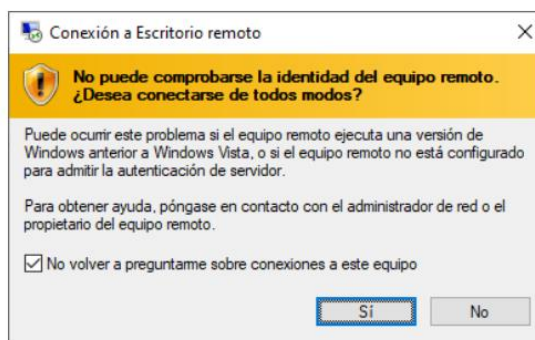 Conexión a Escritorio remoto
No puede comprobarse la identidad del equipo remoto.
¿Desea conectarse de todos modos?
Puede ocurrir este problema si el equipo remoto ejecuta una versión de
Windows anterior a Windows Vista, o si el equipo remoto no está configurado
para admitir la autenticación de servidor.
Para obtener ayuda, póngase en contacto con el administrador de red o el
propietario del equipo remoto.
No volver a preguntarme sobre conexiones a este equipo
Sí
No